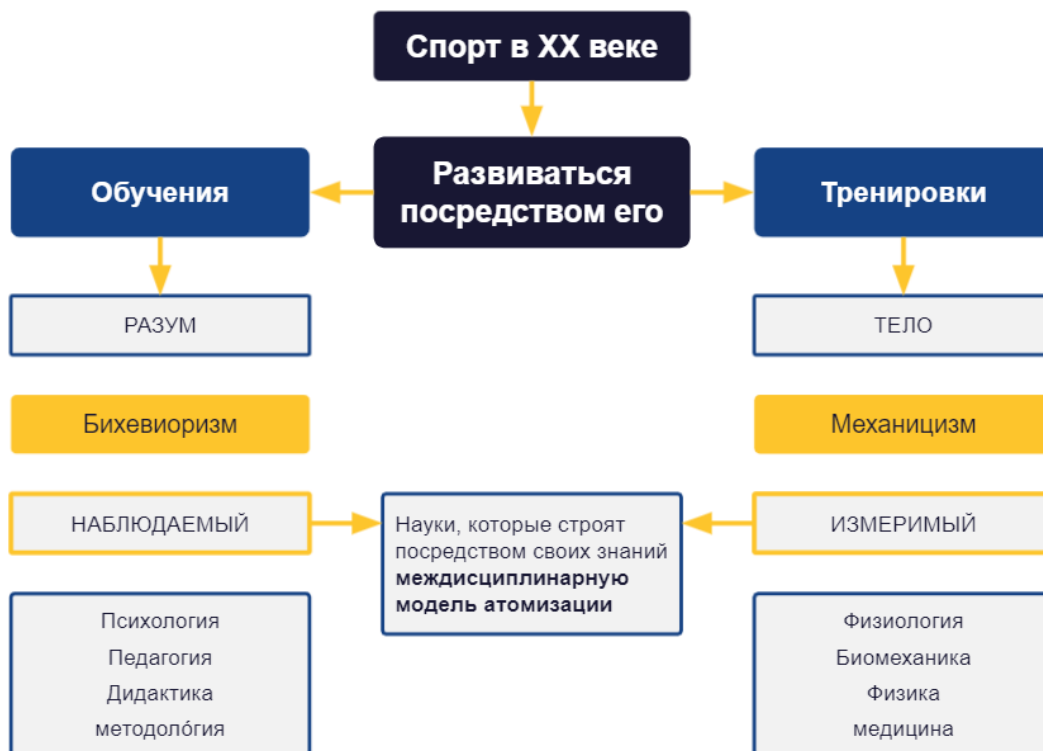 Спорт в XX веке
Развиваться
посредством его
Обучения
Тренировки
РАЗУМ
ТЕЛО
Бихевиоризм
Механицизм
НАБЛЮДАЕМЫЙ
Науки, которые строят
посредством своих знаний
междисциплинарную
модель атомизации
ИЗМЕРИМЫЙ
Психология
Педагогия
Дидактика
методоло́гия
Физиология
Биомеханика
Физика
медицина